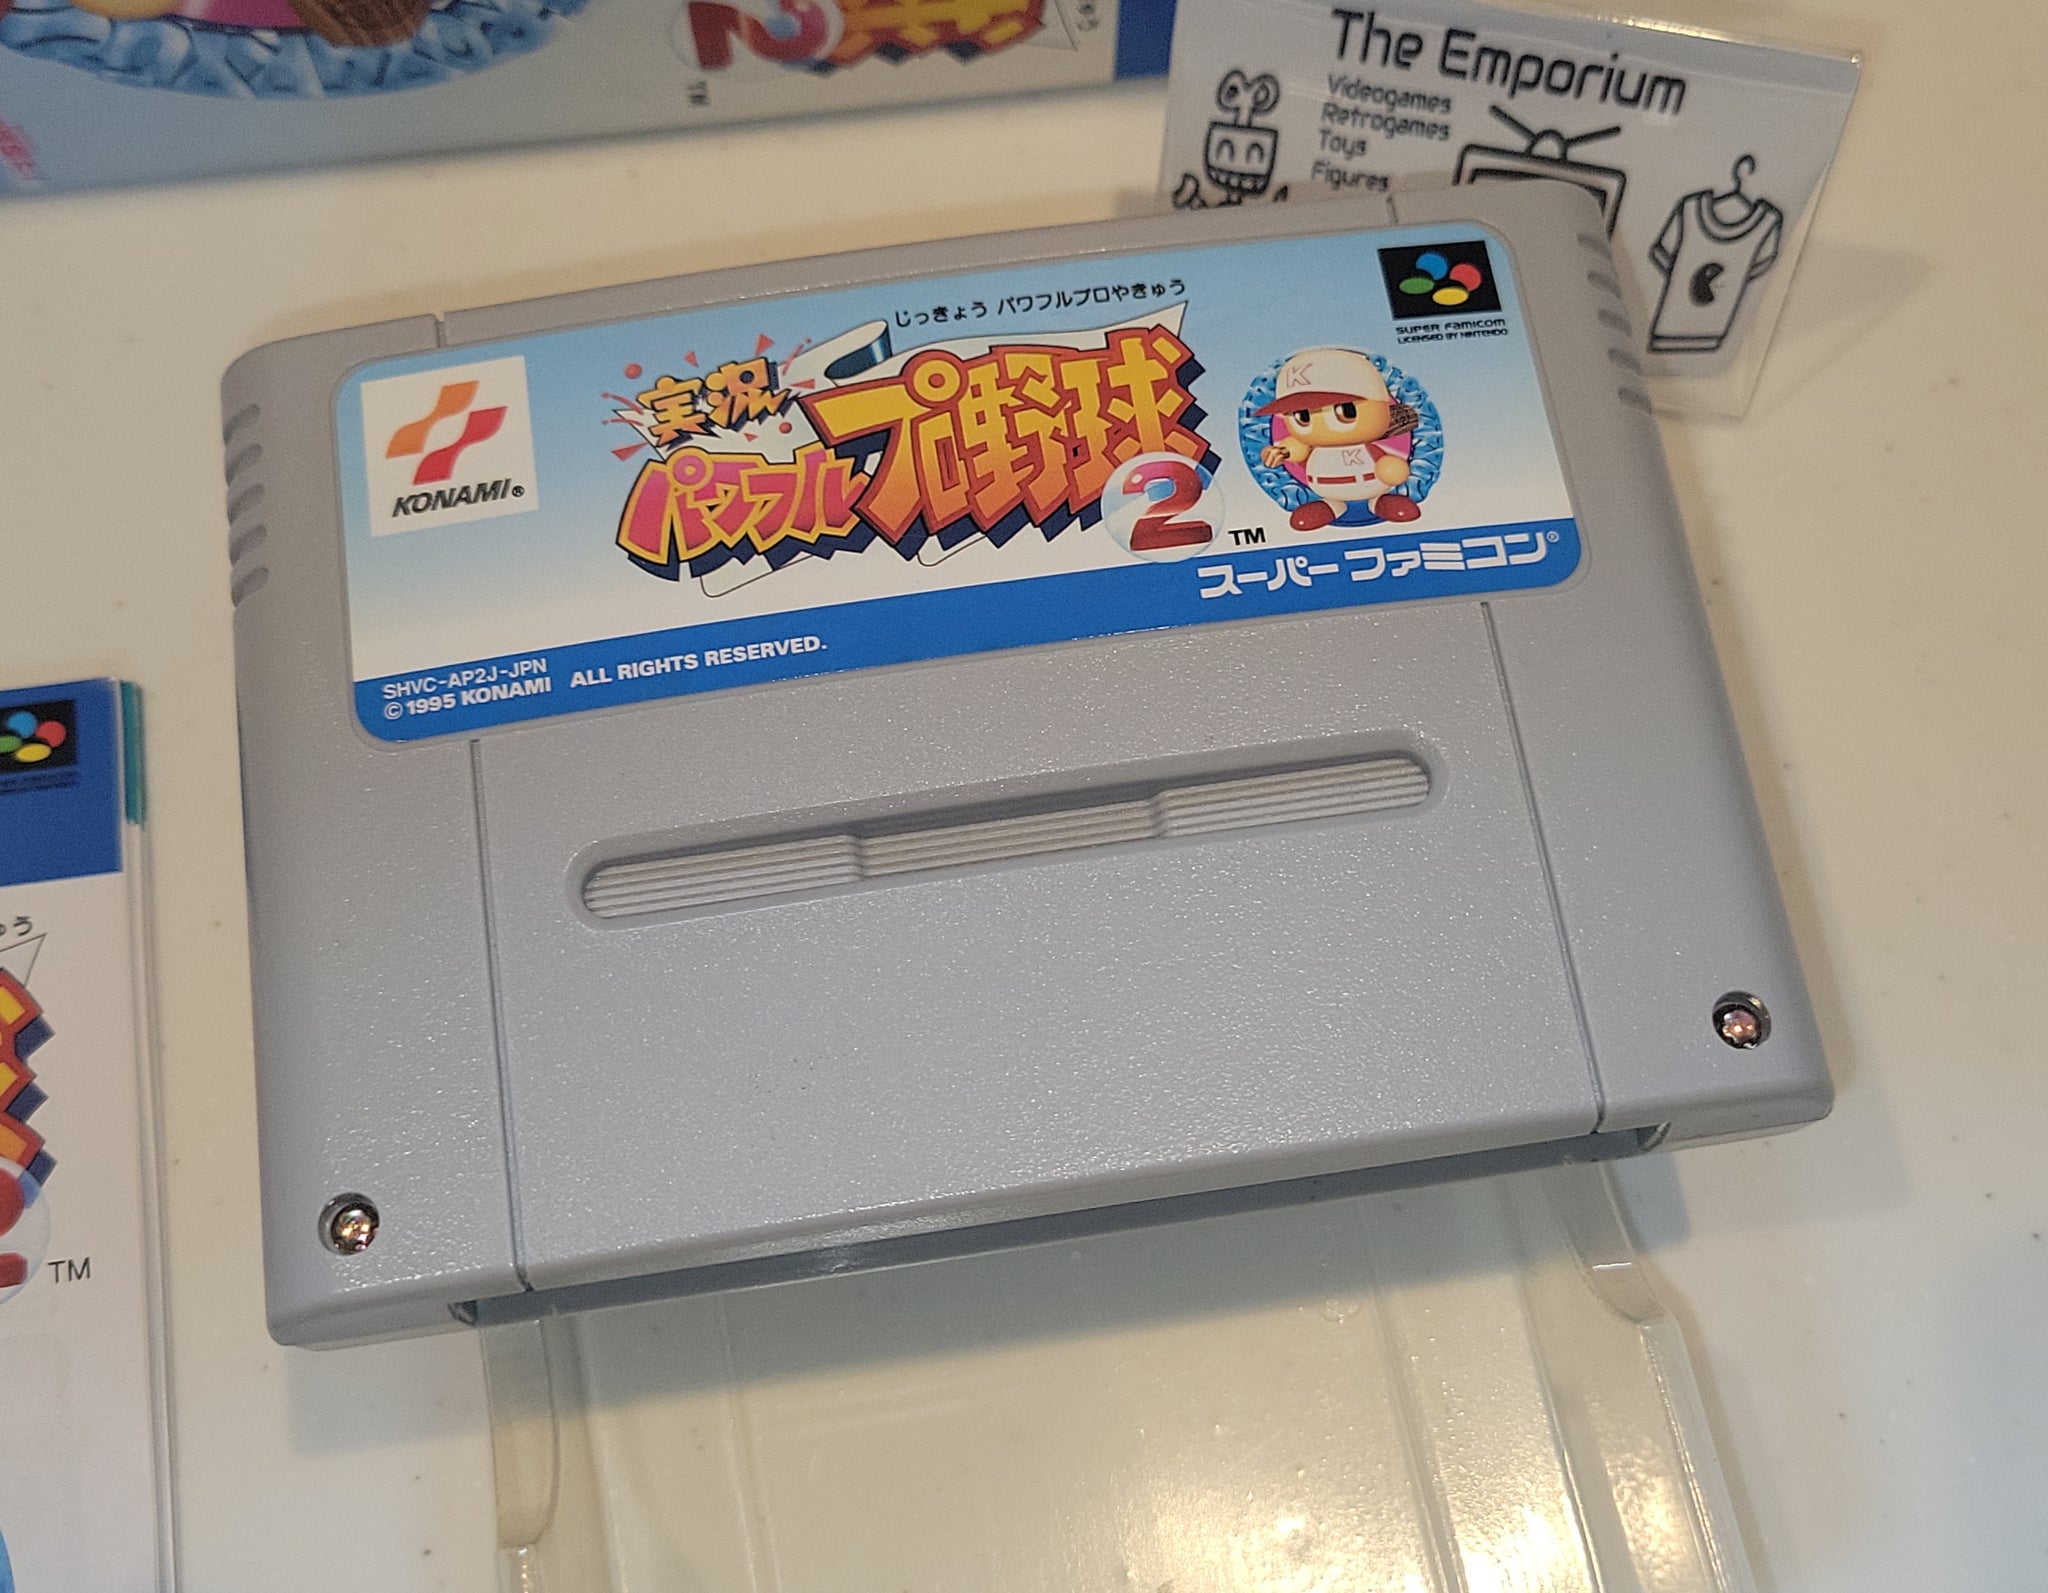 TM
The Emporium
Videogames
Retrogames
Toys
Figures
じっきょう パワフルプロやきゅう
実況
パワフルプロ野球
2
TM
KONAMI®
K
K
SUPER FAMICOM
LICENSED BY NINTENDO
スーパーファミコン®
SHVC-AP2J-JPN
© 1995 KONAMI ALL RIGHTS RESERVED.
ゅう
TM